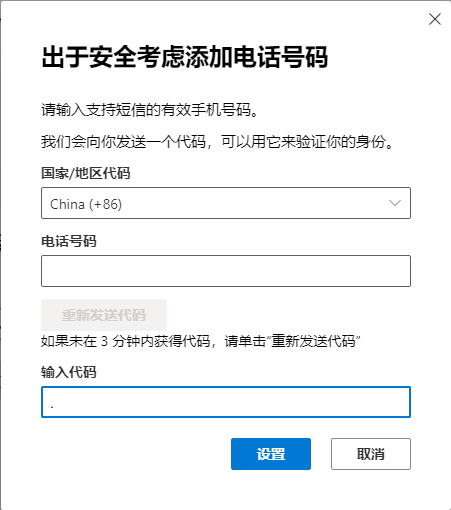 出于安全考虑添加电话号码
请输入支持短信的有效手机号码。
我们会向你发送一个代码，可以用它来验证你的身份。
国家/地区代码
China (+86)
电话号码
重新发送代码
如果未在 3 分钟内获得代码，请单击"重新发送代码"
输入代码
.
设置 取消